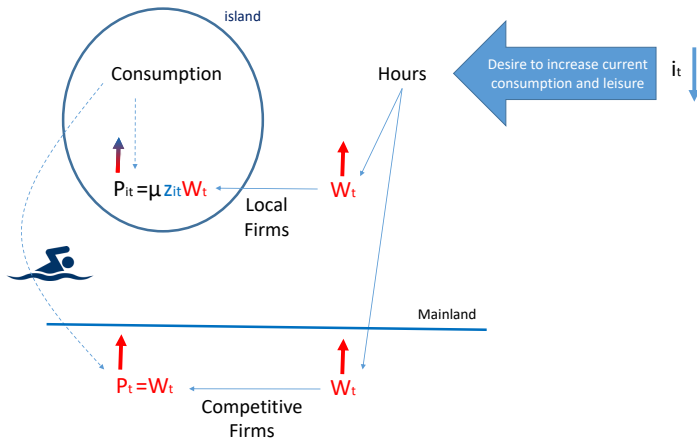 island
Consumption
Hours
Desire to increase current
consumption and leisure
iₜ
Pᵢₜ=μ zᵢₜWₜ
Wₜ
Local
Firms
Mainland
Pₜ=Wₜ
Wₜ
Competitive
Firms